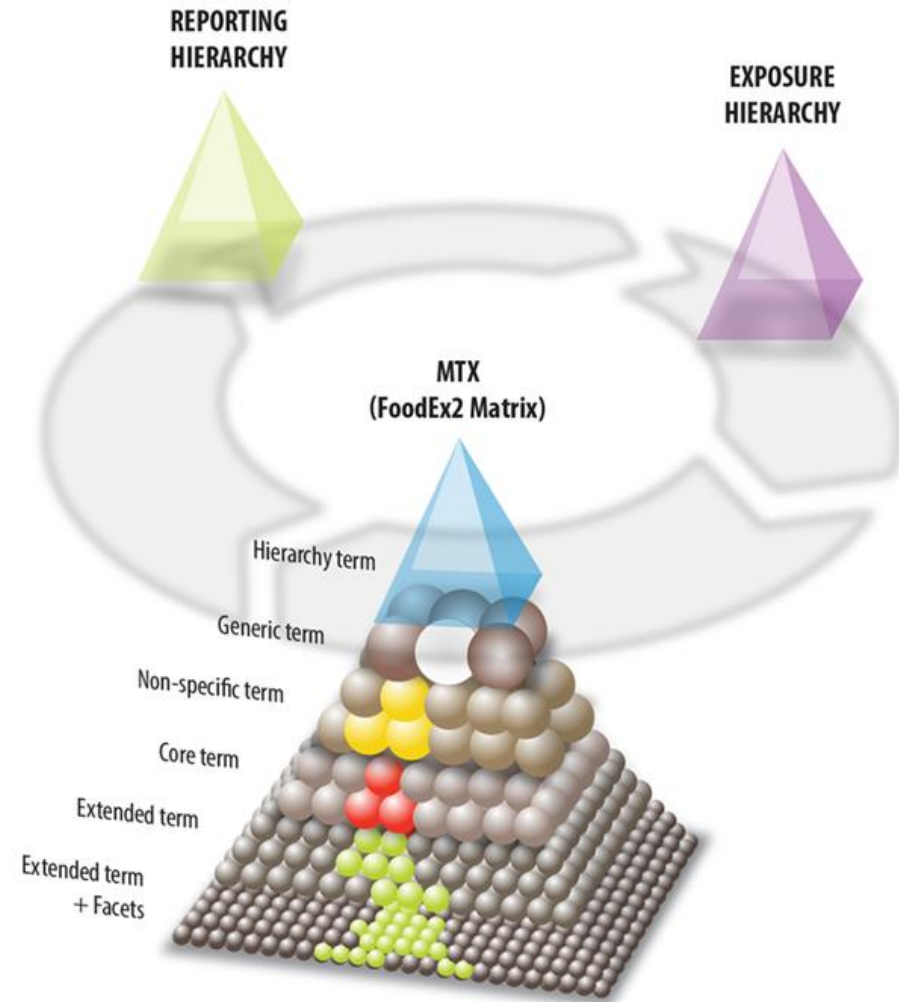 REPORTING
HIERARCHY
EXPOSURE
HIERARCHY
MTX
(FoodEx2 Matrix)
Hierarchy term
Generic term
Non-specific term
Core term
Extended term
Extended term
+ Facets